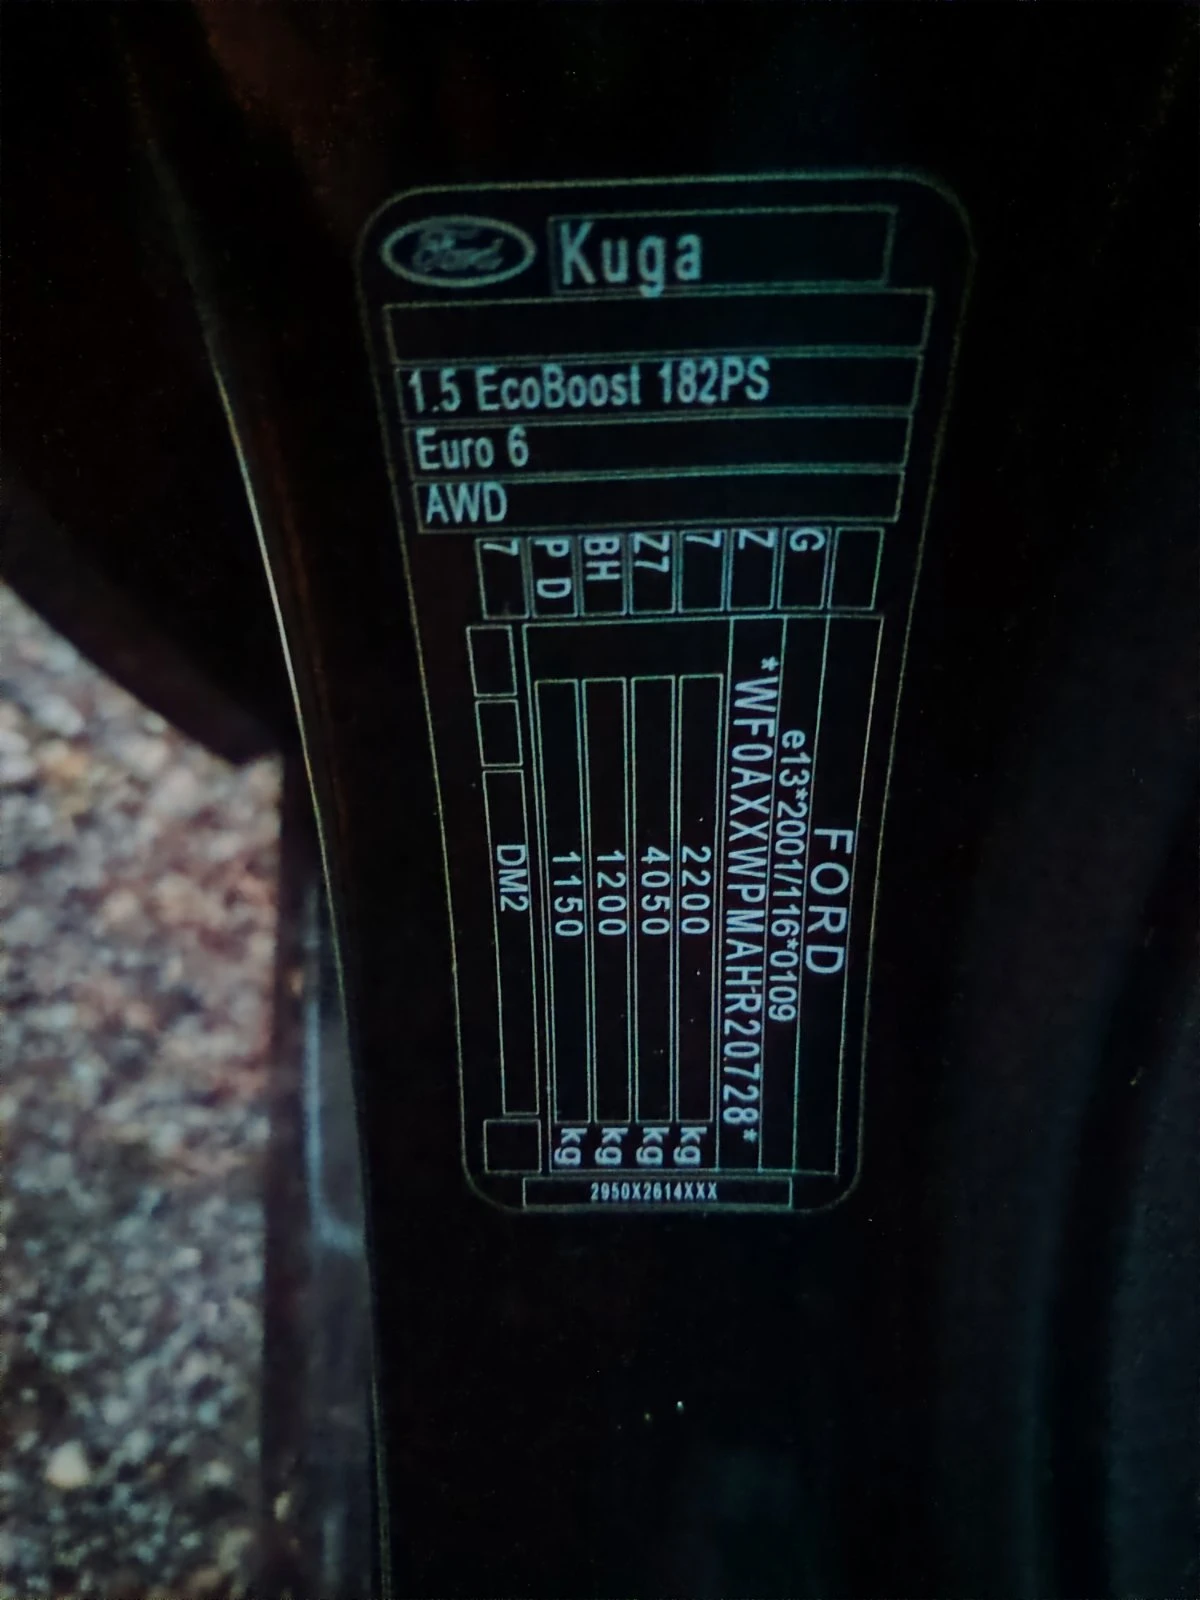 Ford Kuga
1.5 EcoBoost 182PS
Euro 6
AWD
FORD
G e13*2001/116*0109
Z *WF0AXXWPMAHR20728*
7 2200 kg
Z7 4050 kg
BH 1200 kg
P D 1150 kg
7 DM2
2950X2614XXX